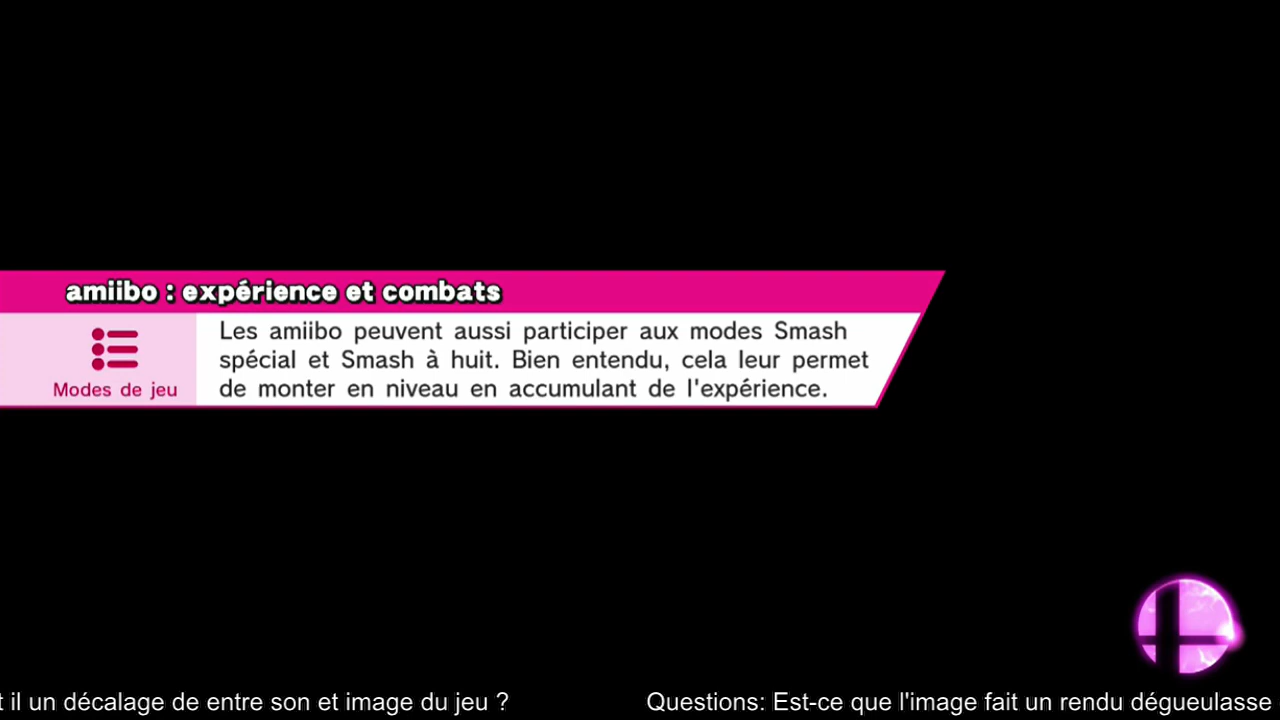 amiibo : expérience et combats
Les amiibo peuvent aussi participer aux modes Smash
spécial et Smash à huit. Bien entendu, cela leur permet
de monter en niveau en accumulant de l'expérience.
Modes de jeu
il un décalage de entre son et image du jeu ? Questions: Est-ce que l'image fait un rendu dégueulasse